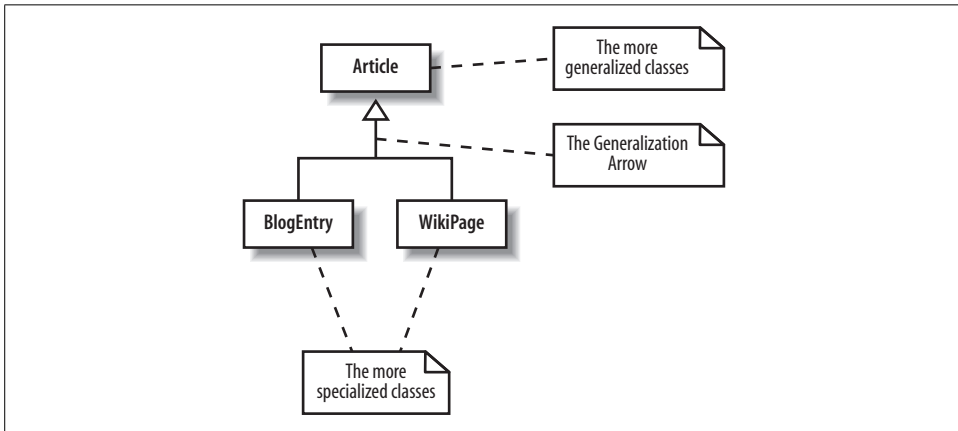 Article
The more
generalized classes
The Generalization
Arrow
BlogEntry
WikiPage
The more
specialized classes